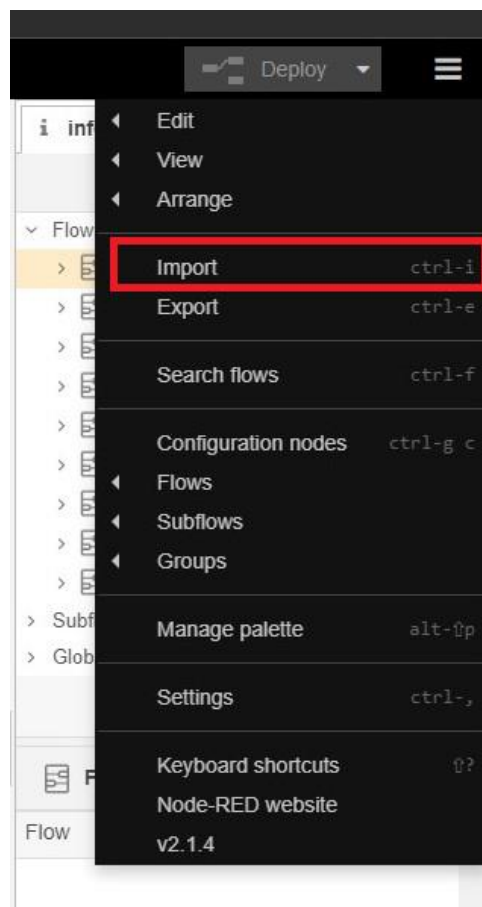 Deploy
i inf
Edit
View
Arrange
Flow
Import ctrl-i
Export ctrl-e
Search flows ctrl-f
Configuration nodes ctrl-g c
Flows
Subflows
Groups
Subfl
Manage palette alt-⇧p
Glob
Settings ctrl-,
Keyboard shortcuts ⇧?
F
Node-RED website
Flow
v2.1.4